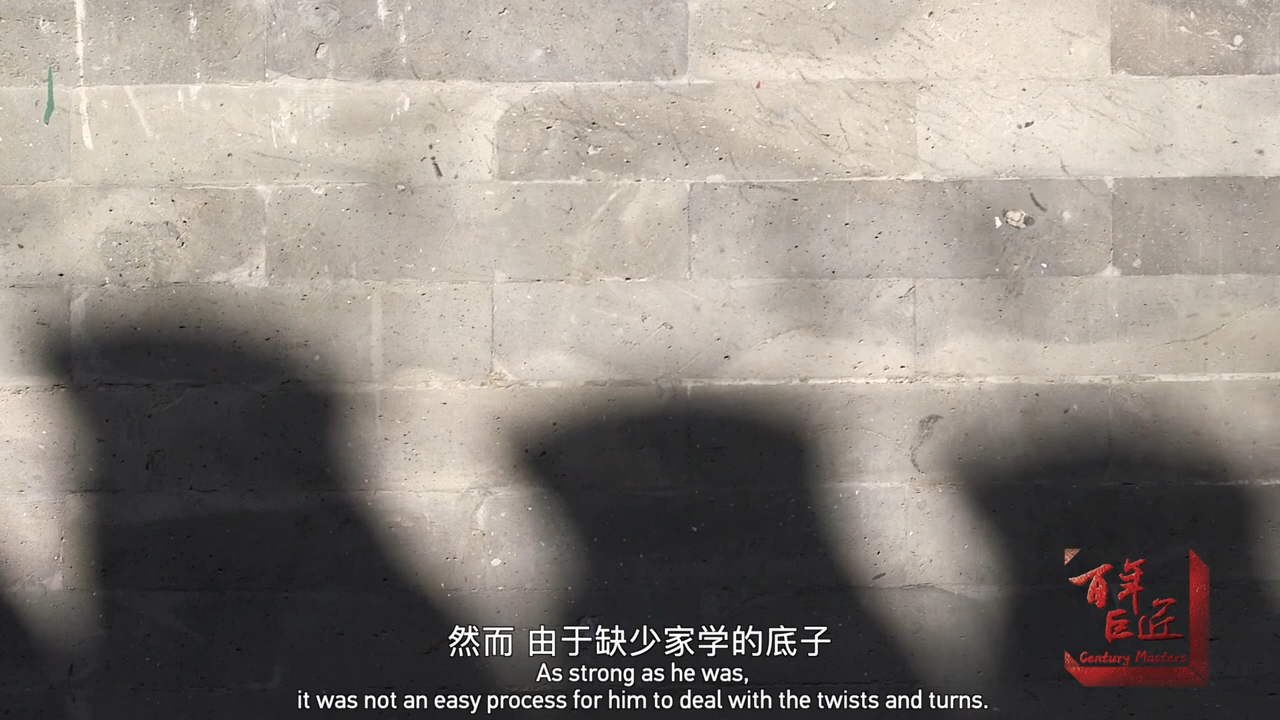 百年
巨匠
Century Masters
然而 由于缺少家学的底子
As strong as he was,
it was not an easy process for him to deal with the twists and turns.